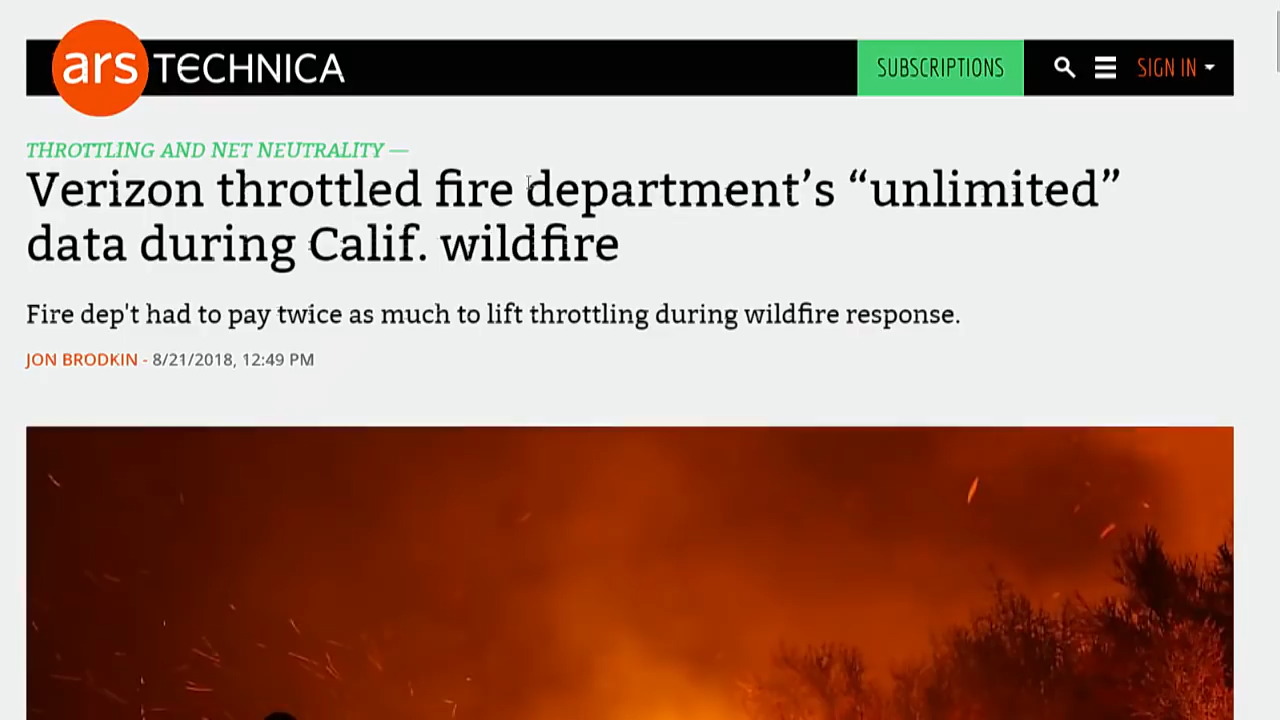 ars TECHNICA
SUBSCRIPTIONS
SIGN IN
THROTTLING AND NET NEUTRALITY —
Verizon throttled fire department’s “unlimited”
data during Calif. wildfire
Fire dep't had to pay twice as much to lift throttling during wildfire response.
JON BRODKIN - 8/21/2018, 12:49 PM